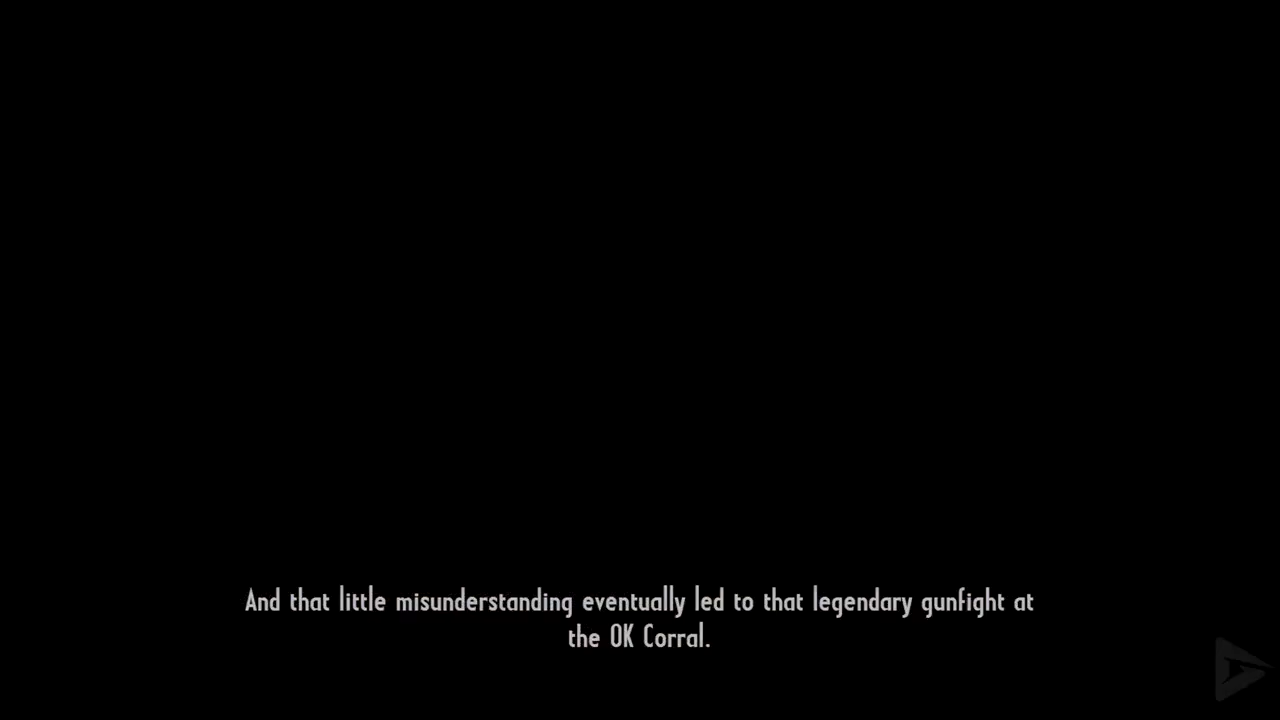 And that little misunderstanding eventually led to that legendary gunfight at
the OK Corral.